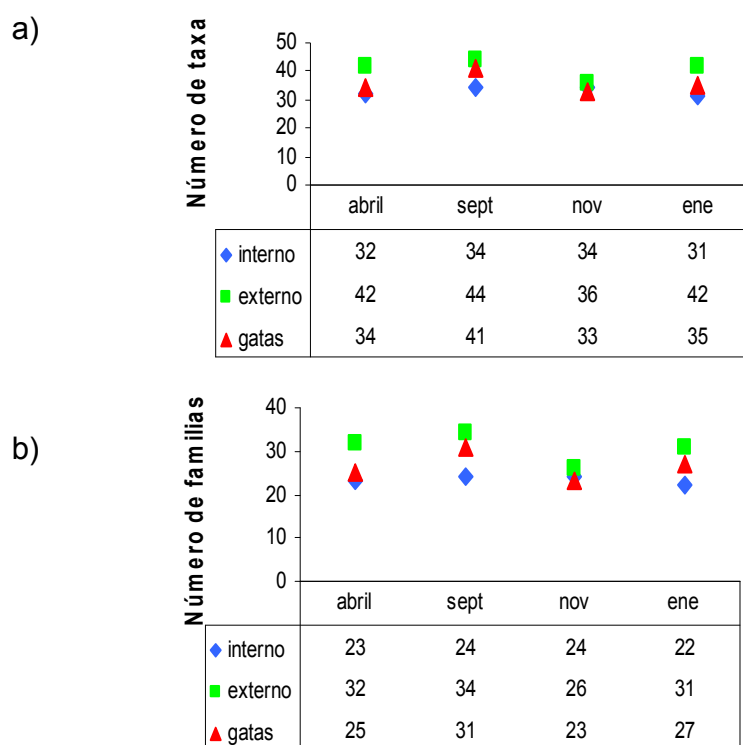 a)
Número de taxa
50
40
30
20
10
0
abril sept nov ene
interno 32 34 34 31
externo 42 44 36 42
gatas 34 41 33 35
b)
Número de familias
40
30
20
10
0
abril sept nov ene
interno 23 24 24 22
externo 32 34 26 31
gatas 25 31 23 27